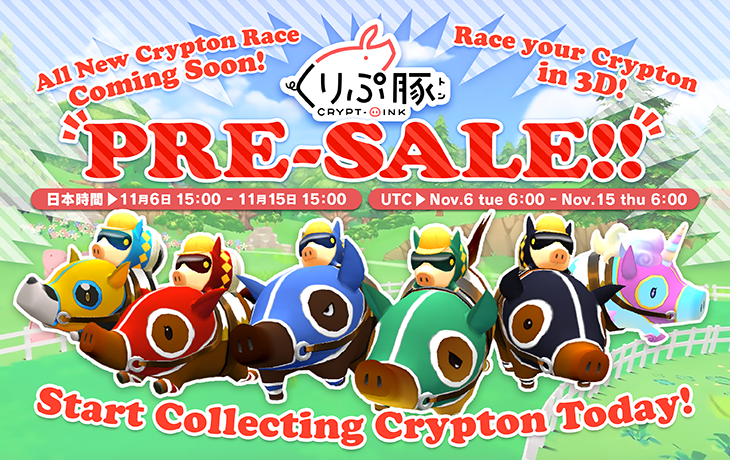 All New Crypton Race
Coming Soon!
Race your Crypton
in 3D!
くりぷ豚
トン
CRYPT-OINK
PRE-SALE!!
日本時間▶11月6日 15:00 - 11月15日 15:00
UTC▶Nov.6 tue 6:00 - Nov.15 thu 6:00
Start Collecting Crypton Today!